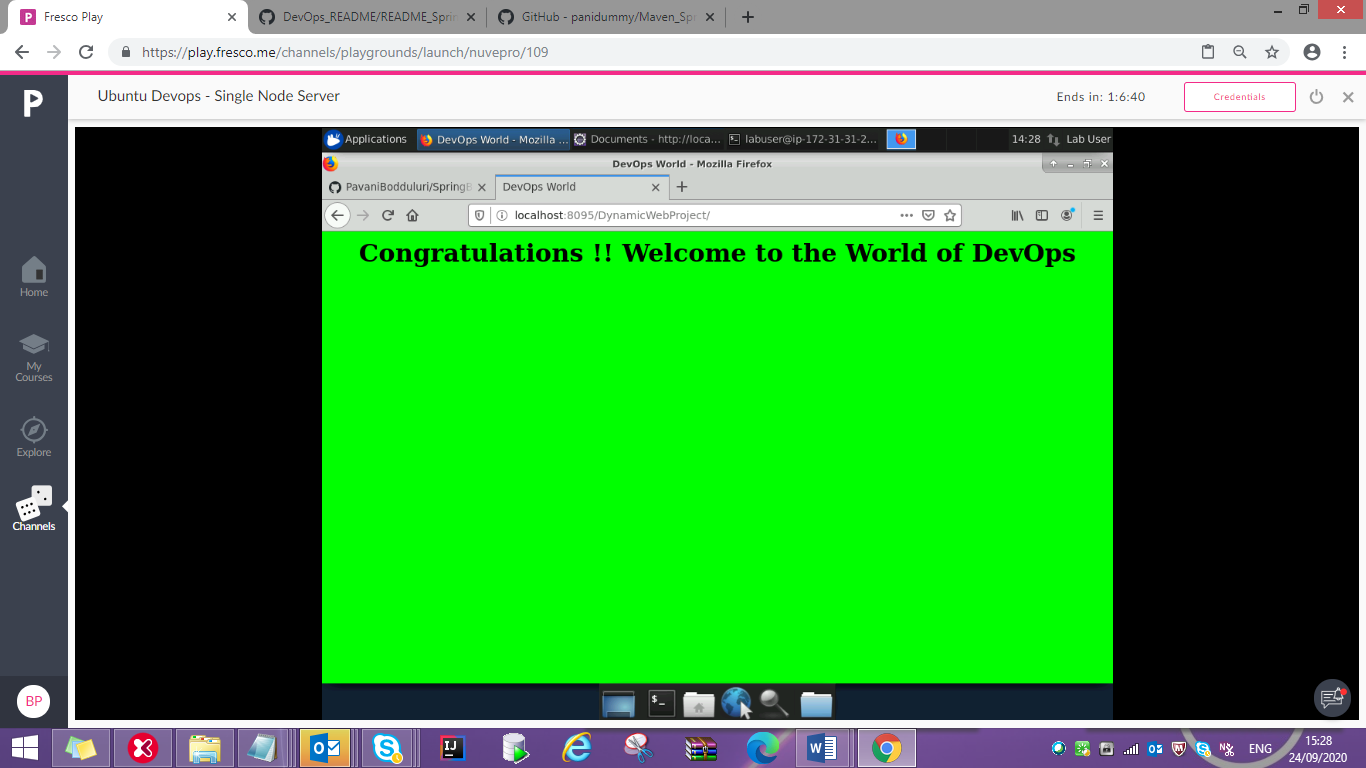 Fresco Play
DevOps_README/README_Sprin
GitHub - panidummy/Maven_Spr
https://play.fresco.me/channels/playgrounds/launch/nuvepro/109
Ubuntu Devops - Single Node Server
Ends in: 1:6:40
Credentials
Applications
DevOps World - Mozilla ...
Documents - http://loca...
labuser@ip-172-31-31-2...
14:28
Lab User
DevOps World - Mozilla Firefox
PavaniBodduluri/SpringB
DevOps World
localhost:8095/DynamicWebProject/
Congratulations !! Welcome to the World of DevOps
Home
My
Courses
Explore
Channels
BP
ENG
15:28
24/09/2020